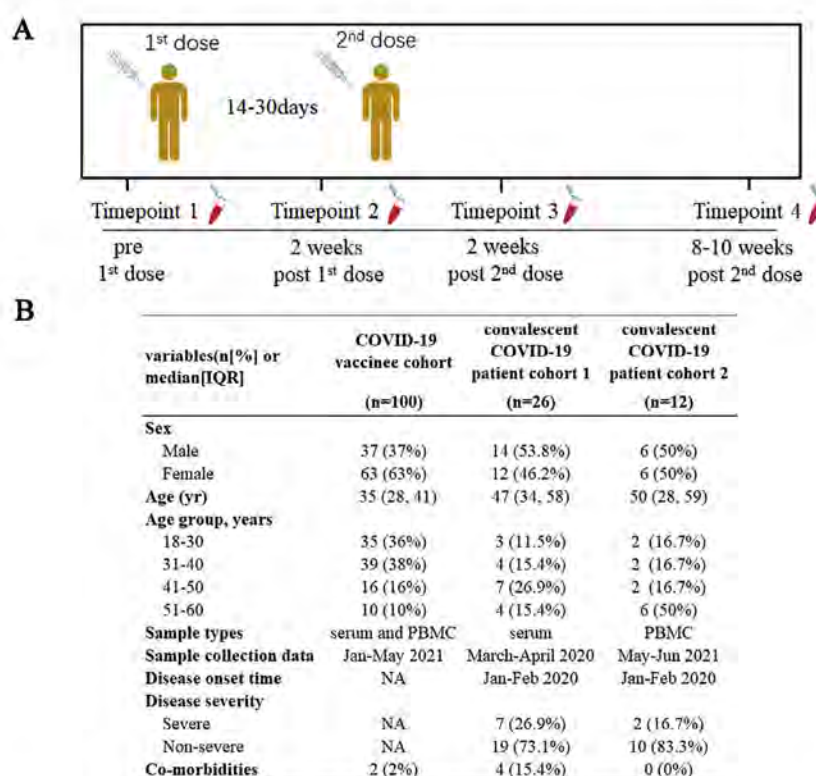 A
1st dose
2nd dose
14-30days
Timepoint 1
Timepoint 2
Timepoint 3
Timepoint 4
pre
1st dose
2 weeks
post 1st dose
2 weeks
post 2nd dose
8-10 weeks
post 2nd dose
B
variables(n[%] or median[IQR] COVID-19 vaccinee cohort (n=100) convalescent COVID-19 patient cohort 1 (n=26) convalescent COVID-19 patient cohort 2 (n=12)
Sex
Male 37 (37%) 14 (53.8%) 6 (50%)
Female 63 (63%) 12 (46.2%) 6 (50%)
Age (yr) 35 (28, 41) 47 (34, 58) 50 (28, 59)
Age group, years
18-30 35 (36%) 3 (11.5%) 2 (16.7%)
31-40 39 (38%) 4 (15.4%) 2 (16.7%)
41-50 16 (16%) 7 (26.9%) 2 (16.7%)
51-60 10 (10%) 4 (15.4%) 6 (50%)
Sample types serum and PBMC serum PBMC
Sample collection data Jan-May 2021 March-April 2020 May-Jun 2021
Disease onset time NA Jan-Feb 2020 Jan-Feb 2020
Disease severity
Severe NA 7 (26.9%) 2 (16.7%)
Non-severe NA 19 (73.1%) 10 (83.3%)
Co-morbidities 2 (2%) 4 (15.4%) 0 (0%)